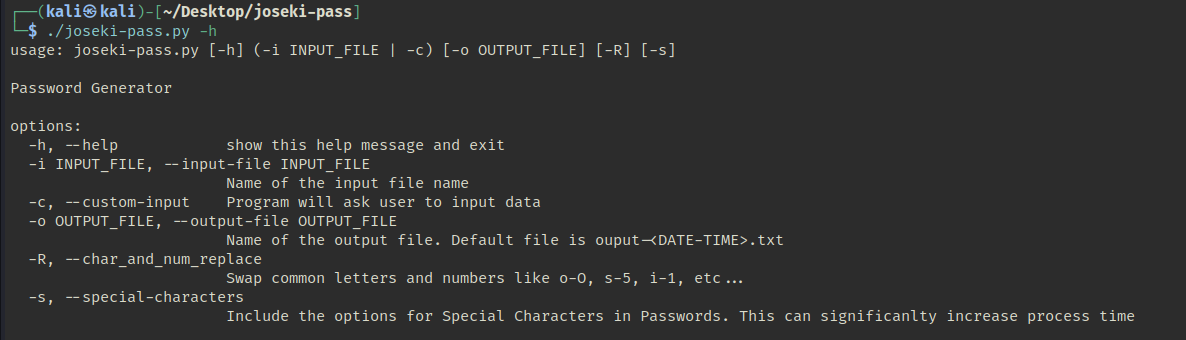 ┌──(kali㉿kali)-[~/Desktop/joseki-pass]
└─$ ./joseki-pass.py -h
usage: joseki-pass.py [-h] (-i INPUT_FILE | -c) [-o OUTPUT_FILE] [-R] [-s]
Password Generator
options:
-h, --help show this help message and exit
-i INPUT_FILE, --input-file INPUT_FILE
Name of the input file name
-c, --custom-input Program will ask user to input data
-o OUTPUT_FILE, --output-file OUTPUT_FILE
Name of the output file. Default file is ouput-<DATE-TIME>.txt
-R, --char_and_num_replace
Swap common letters and numbers like o-0, s-5, i-1, etc...
-s, --special-characters
Include the options for Special Characters in Passwords. This can significanlty increase process time